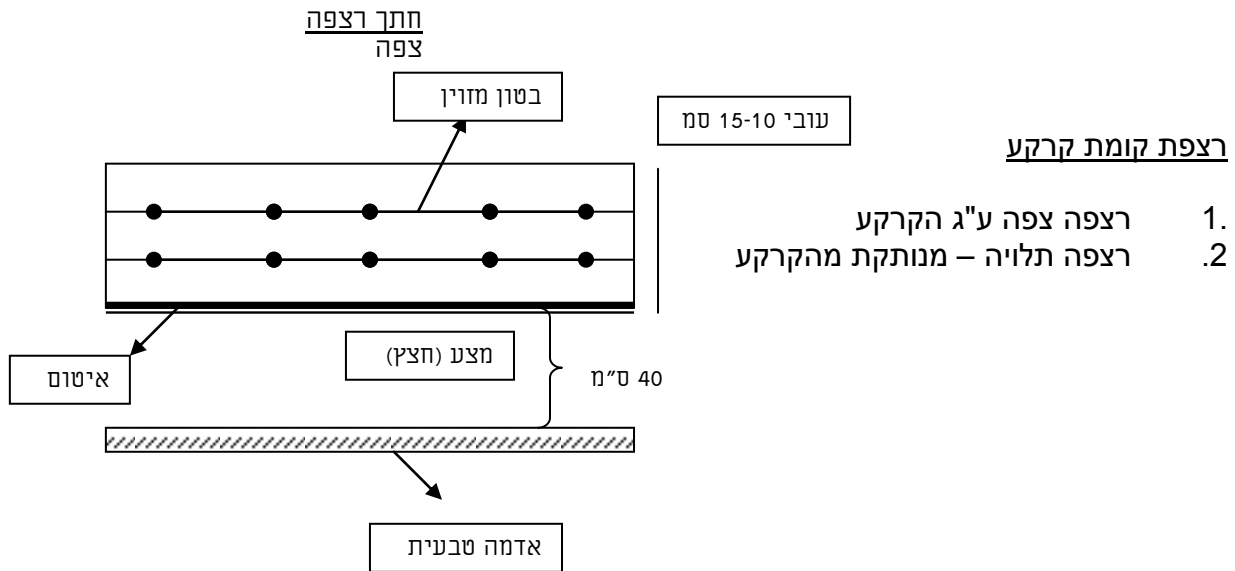 חתך רצפה
צפה
בטון מזוין
עובי 15-10 סמ
רצפת קומת קרקע
1. רצפה צפה ע"ג הקרקע
2. רצפה תלויה – מנותקת מהקרקע
מצע (חצץ)
40 ס"מ
איטום
אדמה טבעית